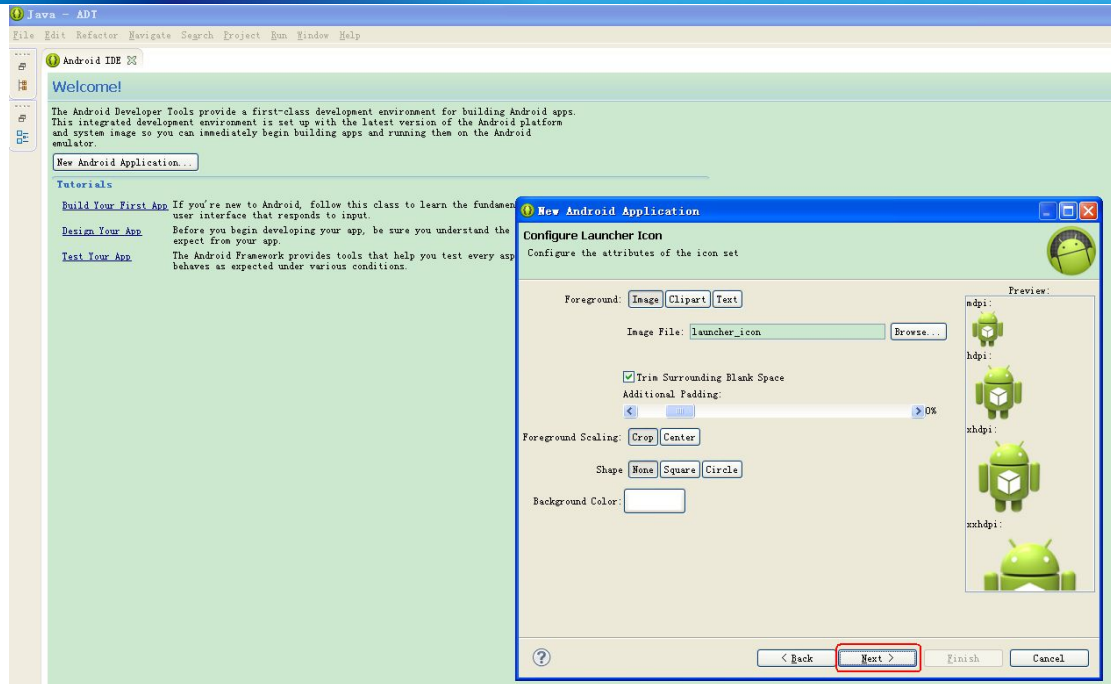 Java - ADT
File Edit Refactor Navigate Search Project Run Window Help
Android IDE
Welcome!
The Android Developer Tools provide a first-class development environment for building Android apps.
This integrated development environment is set up with the latest version of the Android platform
and system image so you can immediately begin building apps and running them on the Android
emulator.
New Android Application...
Tutorials
Build Your First App If you're new to Android, follow this class to learn the fundamen
user interface that responds to input.
Design Your App Before you begin developing your app, be sure you understand the
expect from your app.
Test Your App The Android Framework provides tools that help you test every asp
behaves as expected under various conditions.
New Android Application
Configure Launcher Icon
Configure the attributes of the icon set
Foreground: Image Clipart Text
Image File: launcher_icon Browse...
Trim Surrounding Blank Space
Additional Padding:
0%
Foreground Scaling: Crop Center
Shape None Square Circle
Background Color:
Preview:
mdpi:
hdpi:
xhdpi:
xxhdpi:
< Back Next > Finish Cancel